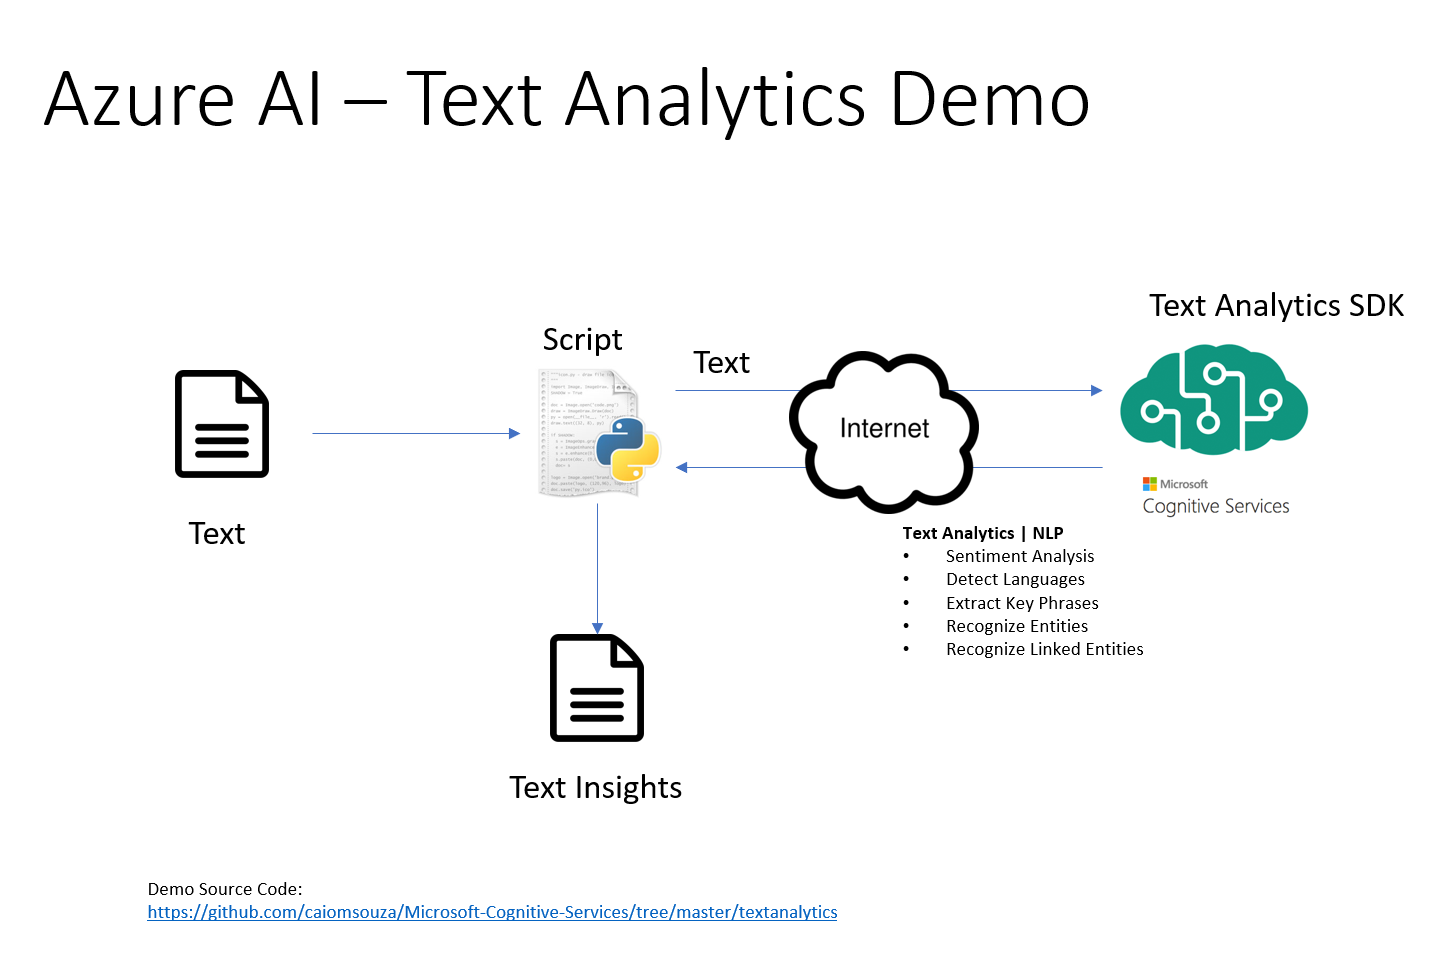 Azure AI – Text Analytics Demo
Text Analytics SDK
Script
Text
Internet
Text
Microsoft
Cognitive Services
Text Analytics | NLP
• Sentiment Analysis
• Detect Languages
• Extract Key Phrases
• Recognize Entities
• Recognize Linked Entities
Text Insights
Demo Source Code:
https://github.com/caiomsouza/Microsoft-Cognitive-Services/tree/master/textanalytics